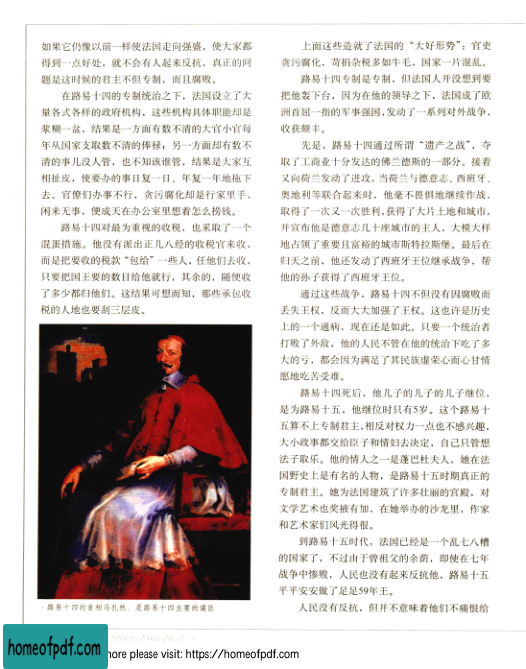 如果它仍像以前一样使法国走向强盛，使大家都
得到一点好处，就不会有人起来反抗，真正的问
题是这时候的君主不但专制，而且腐败。
在路易十四的专制统治之下，法国设立了大
量各式各样的政府机构，这些机构具体职能却是
浆糊一盆，结果是一方面有数不清的大官小官每
年从国家支取数不清的俸禄；另一方面却有数不
清的事儿没人管，也不知该谁管，结果是大家互
相扯皮，使要办的事日复一日、年复一年地拖下
去。官僚们办事不行，贪污腐化却是行家里手，
闲来无事，便成天在办公室里想着怎么捞钱。
路易十四对最为重视的收税，也采取了一个
混蛋措施。他没有派出正儿八经的收税官来收，
而是把要收的税款“包给”一些人，任他们去收，
只要把国王要的数目给他就行，其余的，随便收
了多少都归他们。这结果可想而知，那些承包收
税的人地也要刮三层皮。
·路易十四的首相马扎然，是路易十四主要的谋臣
上面这些造就了法国的“大好形势”：官吏
贪污腐化，苛捐杂税多如牛毛，国家一片混乱。
路易十四专制是专制，但法国人并没想到要
把他轰下台，因为在他的领导之下，法国成了欧
洲首屈一指的军事强国，发动了一系列对外战争，
收获颇丰。
先是，路易十四通过所谓“遗产之战”，夺
取了工商业十分发达的佛兰德斯的一部分。接着
又向荷兰发动了进攻，当荷兰与德意志、西班牙、
奥地利等联合起来时，他毫不畏惧地继续作战，
取得了一次又一次胜利，获得了大片土地和城市，
并宣布他是德意志几十座城市的主人，大模大样
地占领了重要且富裕的城市斯特拉斯堡。最后在
归天之前，他还发动了西班牙王位继承战争，帮
他的孙子获得了西班牙王位。
通过这些战争，路易十四不但没有因腐败而
丢失王权，反而大大加强了王权。这也许是历史
上的一个通病，现在还是如此。只要一个统治者
打败了外敌，他的人民不管在他的统治下吃了多
大的亏，都会因为满足了其民族虚荣心而心甘情
愿地吃苦受难。
路易十四死后，他儿子的儿子的儿子继位，
是为路易十五，他继位时只有5岁。这个路易十
五算不上专制君主，相反对权力一点也不感兴趣，
大小政事都交给臣子和情妇去决定，自己只管想
法子取乐。他的情人之一是蓬巴杜夫人，她在法
国野史上是有名的人物，是路易十五时期真正的
专制君主。她为法国建筑了许多壮丽的宫殿，对
文学艺术也奖掖有加，在她举办的沙龙里，作家
和艺术家们风光得很。
到路易十五时代，法国已经是一个乱七八糟
的国家了，不过由于曾祖父的余荫，即使在七年
战争中惨败，人民也没有起来反抗他，路易十五
平平安安做了足足59年王。
人民没有反抗，但并不意味着他们不痛恨给
homeofpdf.com
more please visit: https://homeofpdf.com